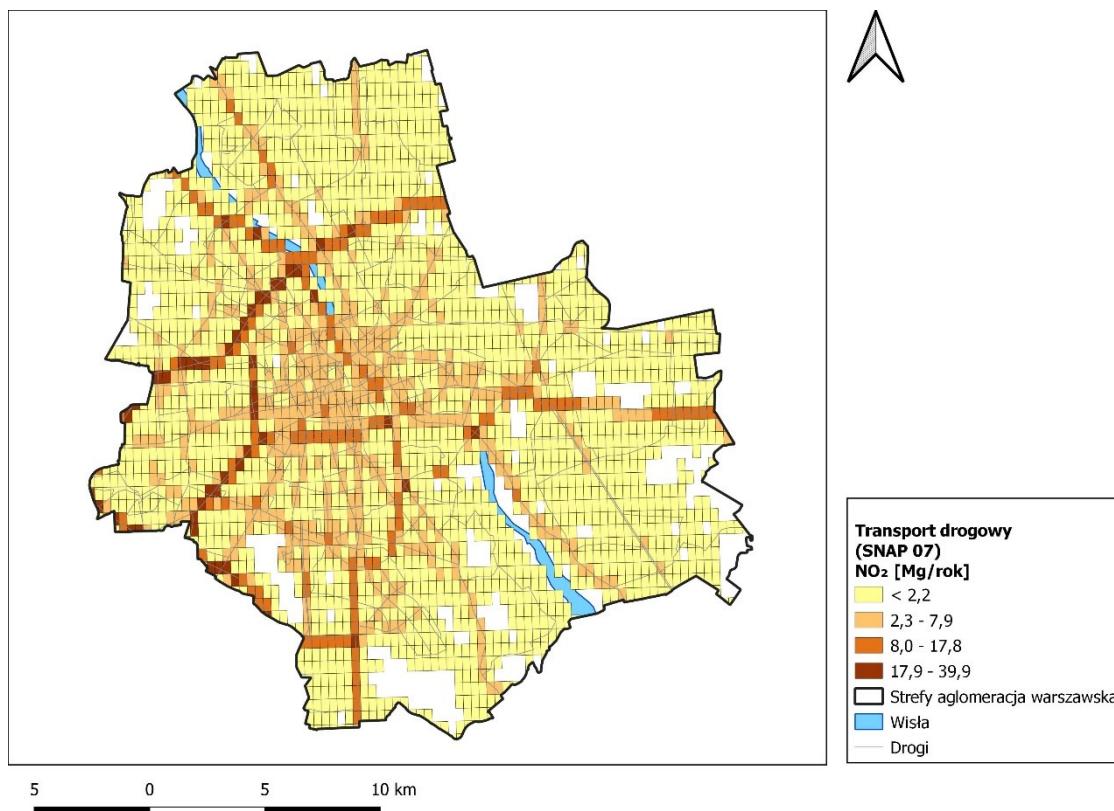 Transport drogowy
(SNAP 07)
NO₂ [Mg/rok]
< 2,2
2,3 - 7,9
8,0 - 17,8
17,9 - 39,9
Strefy aglomeracja warszawska
Wisła
Drogi
5 0 5 10 km